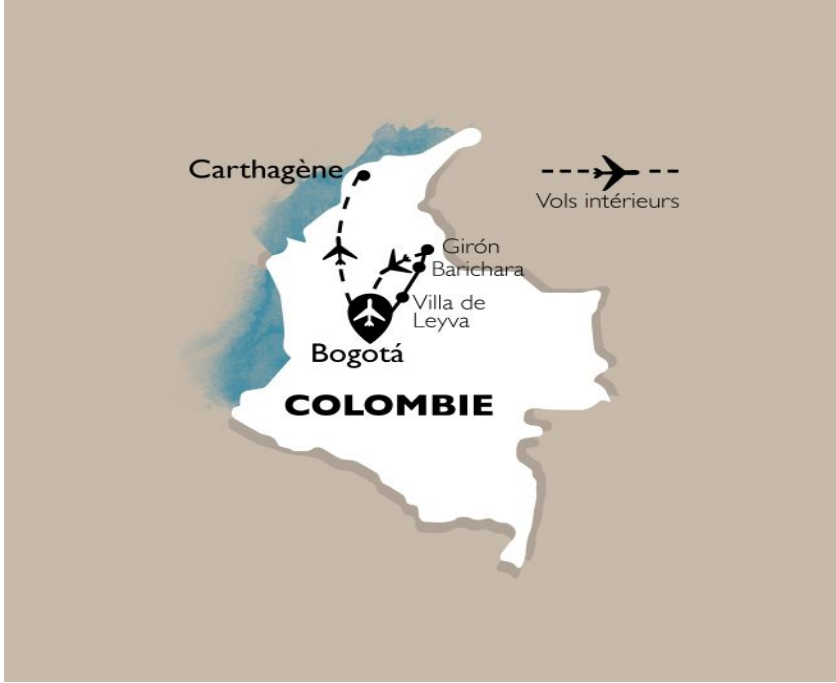 Carthagène
Vols intérieurs
Girón
Barichara
Villa de
Leyva
Bogotá
COLOMBIE